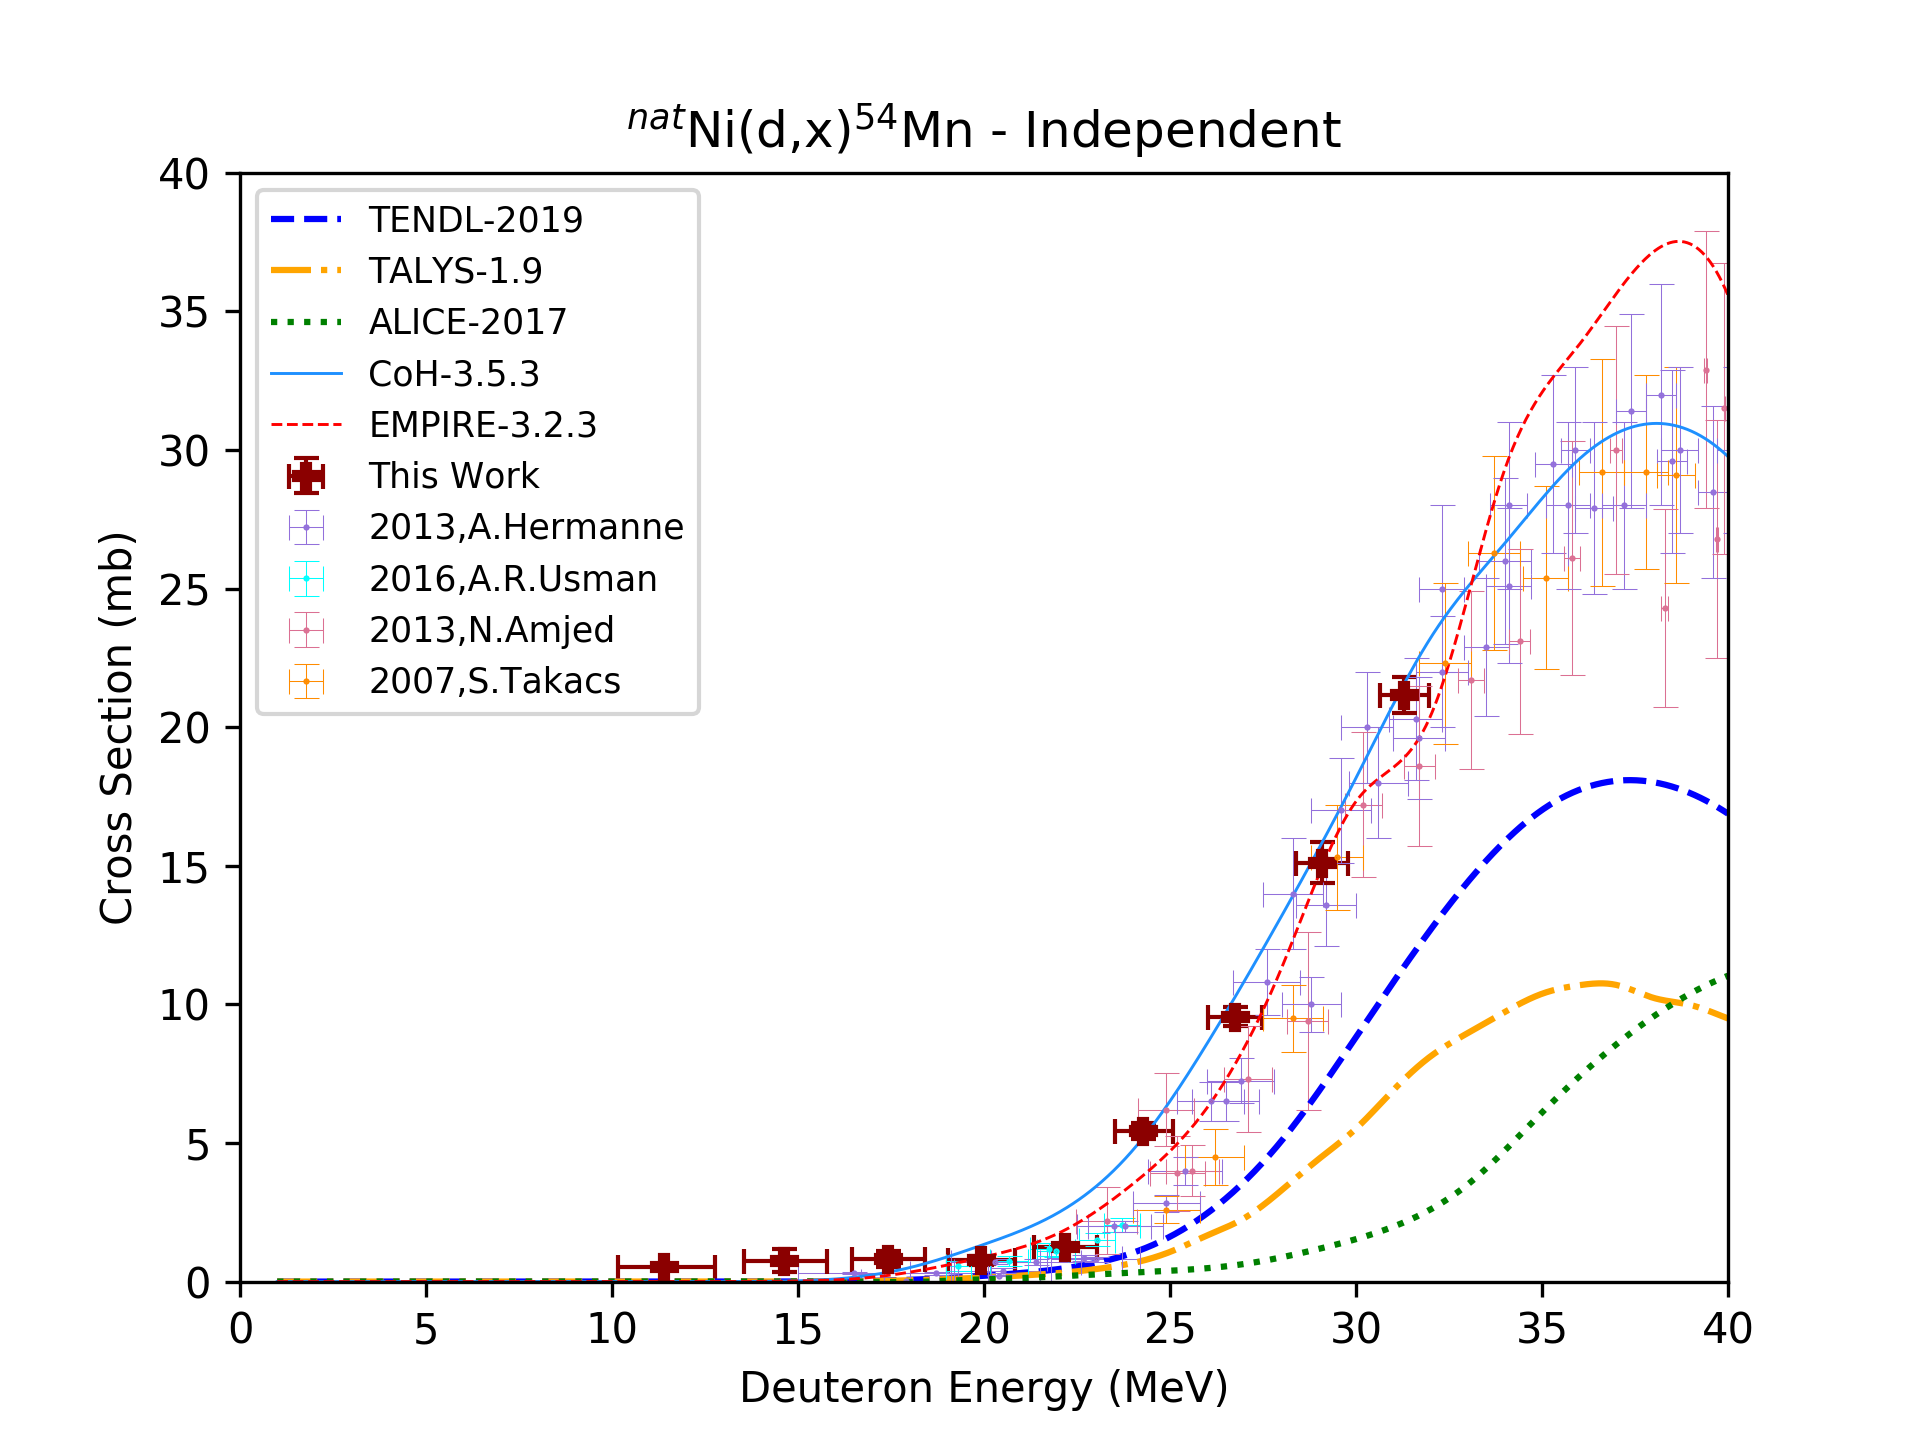 natNi(d,x)54Mn - Independent
40
35
30
25
20
15
10
5
0
Cross Section (mb)
TENDL-2019
TALYS-1.9
ALICE-2017
CoH-3.5.3
EMPIRE-3.2.3
This Work
2013,A.Hermanne
2016,A.R.Usman
2013,N.Amjed
2007,S.Takacs
0 5 10 15 20 25 30 35 40
Deuteron Energy (MeV)